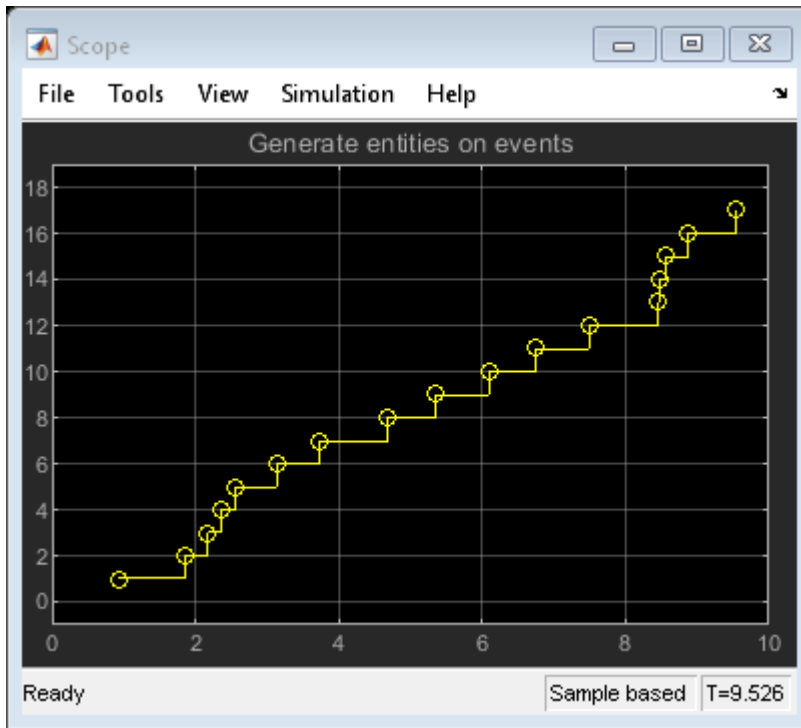 Scope
File Tools View Simulation Help
Generate entities on events
18
16
14
12
10
8
6
4
2
0
0 2 4 6 8 10
Ready Sample based T=9.526